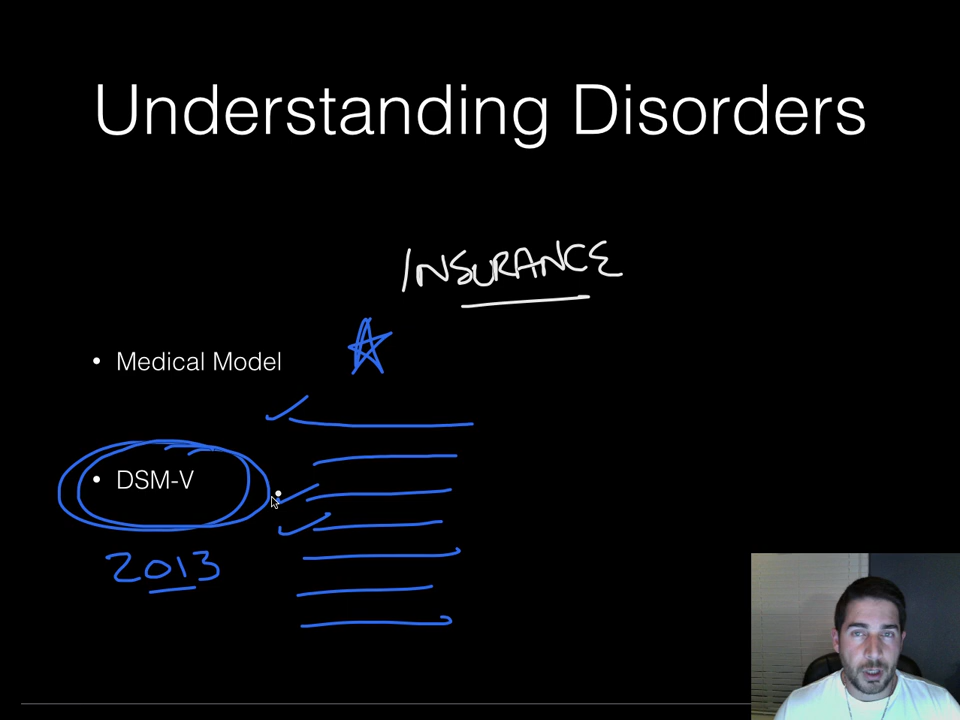 Understanding Disorders
INSURANCE
• Medical Model
• DSM-V
2013